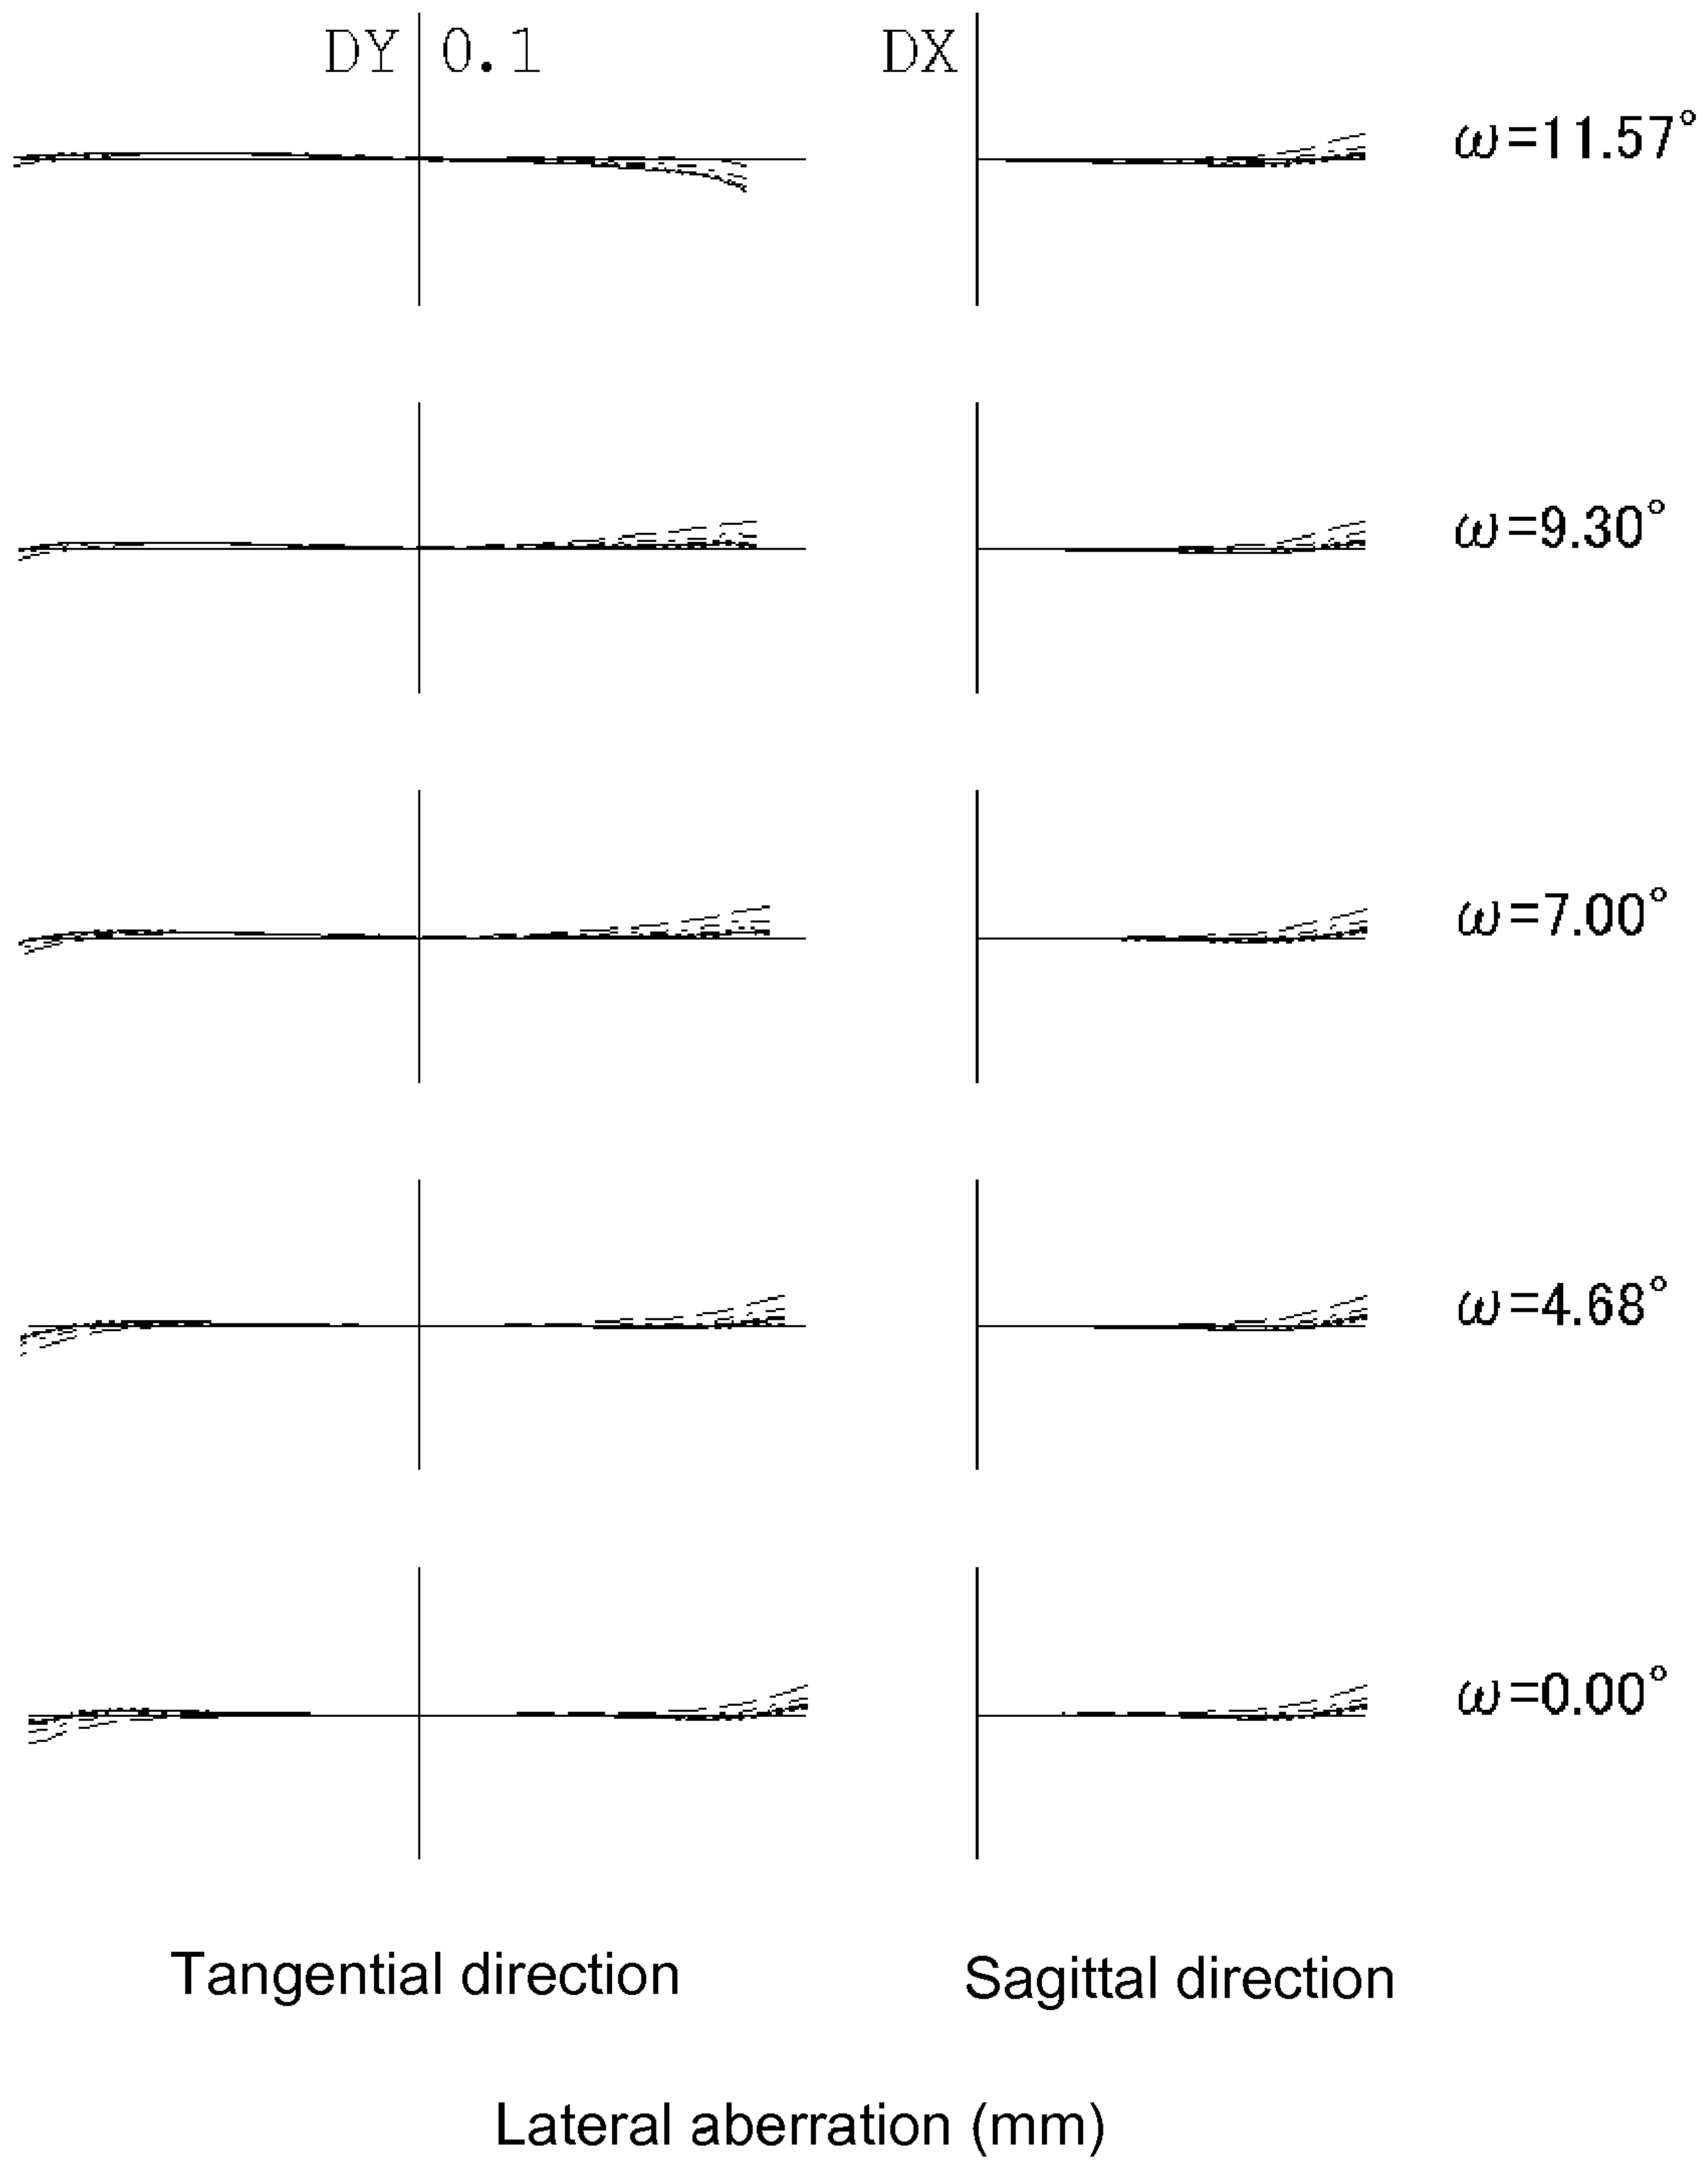 DY 0.1 DX
ω=11.57°
ω=9.30°
ω=7.00°
ω=4.68°
ω=0.00°
Tangential direction Sagittal direction
Lateral aberration (mm)